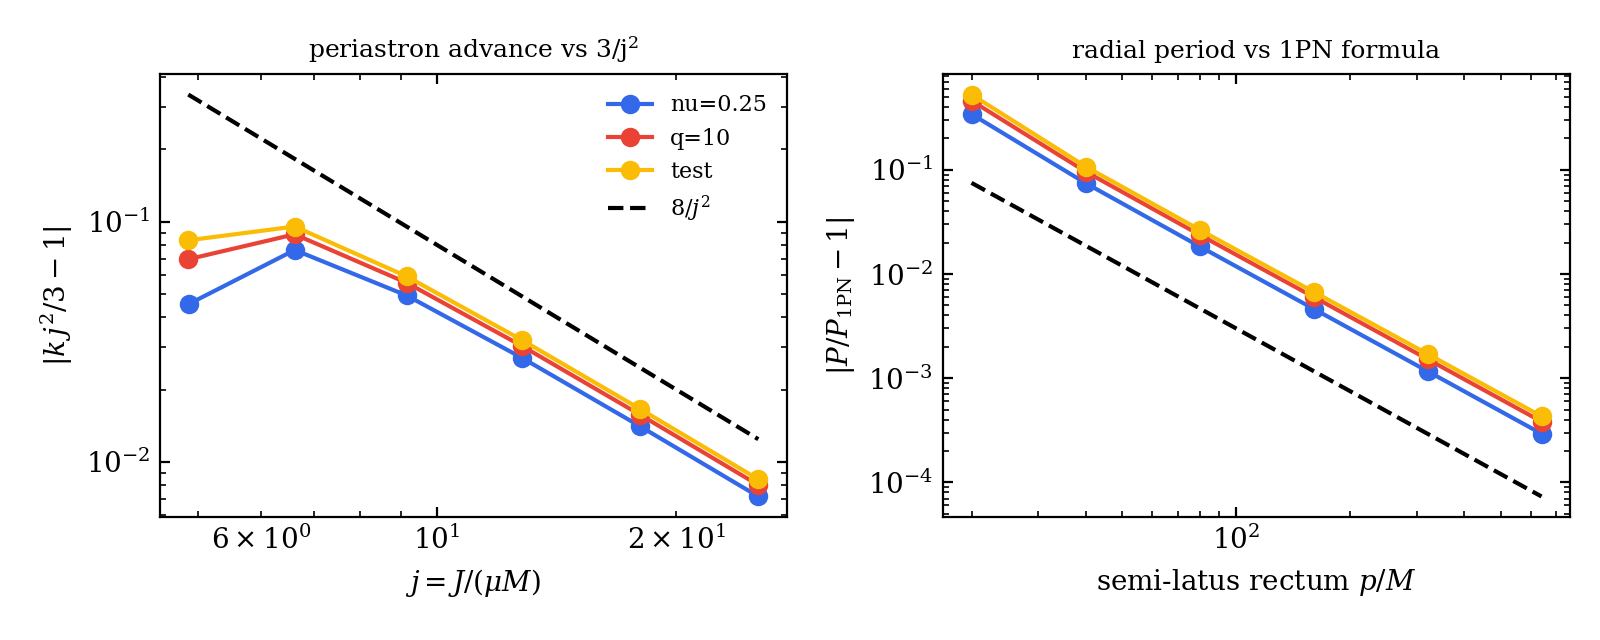 periastron advance vs 3/j²
|kj²/3 − 1|
10⁻¹
10⁻²
6 × 10⁰
10¹
2 × 10¹
j = J/(μM)
nu=0.25
q=10
test
8/j²
radial period vs 1PN formula
|P/P₁PN − 1|
10⁻¹
10⁻²
10⁻³
10⁻⁴
10²
semi-latus rectum p/M